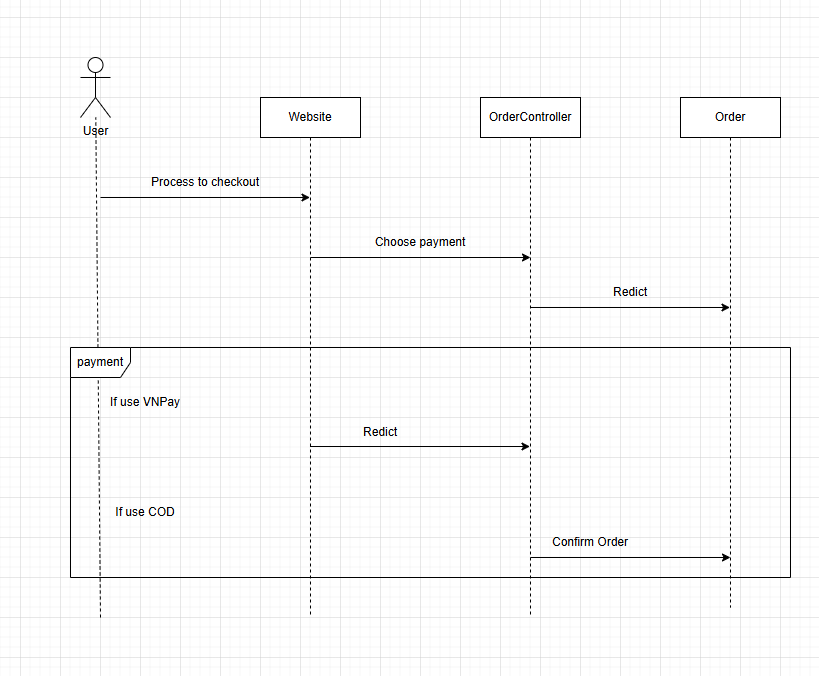 User
Website
OrderController
Order
Process to checkout
Choose payment
Redict
payment
If use VNPay
Redict
If use COD
Confirm Order